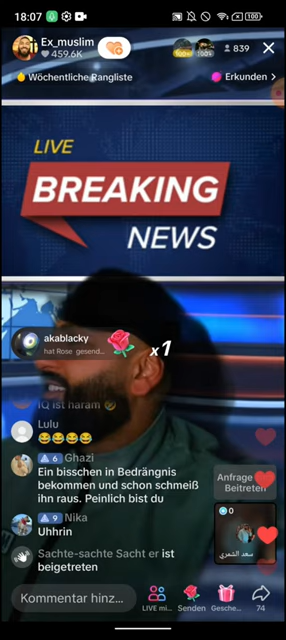 18:07
100
Ex_muslim
459.6K
839
Wöchentliche Rangliste
Erkunden >
LIVE
BREAKING
NEWS
akablacky
hat Rose gesend...
x1
IQ ist haram
Lulu
6 Ghazi
Ein bisschen in Bedrängnis
bekommen und schon schmeiß
ihn raus. Peinlich bist du
9 Nika
Uhhrin
Sachte-sachte Sacht er ist
beigetreten
Anfrage
Beitreten
0
سعد الشمري
Kommentar hinz...
LIVE mi...
Senden
Gesche...
74